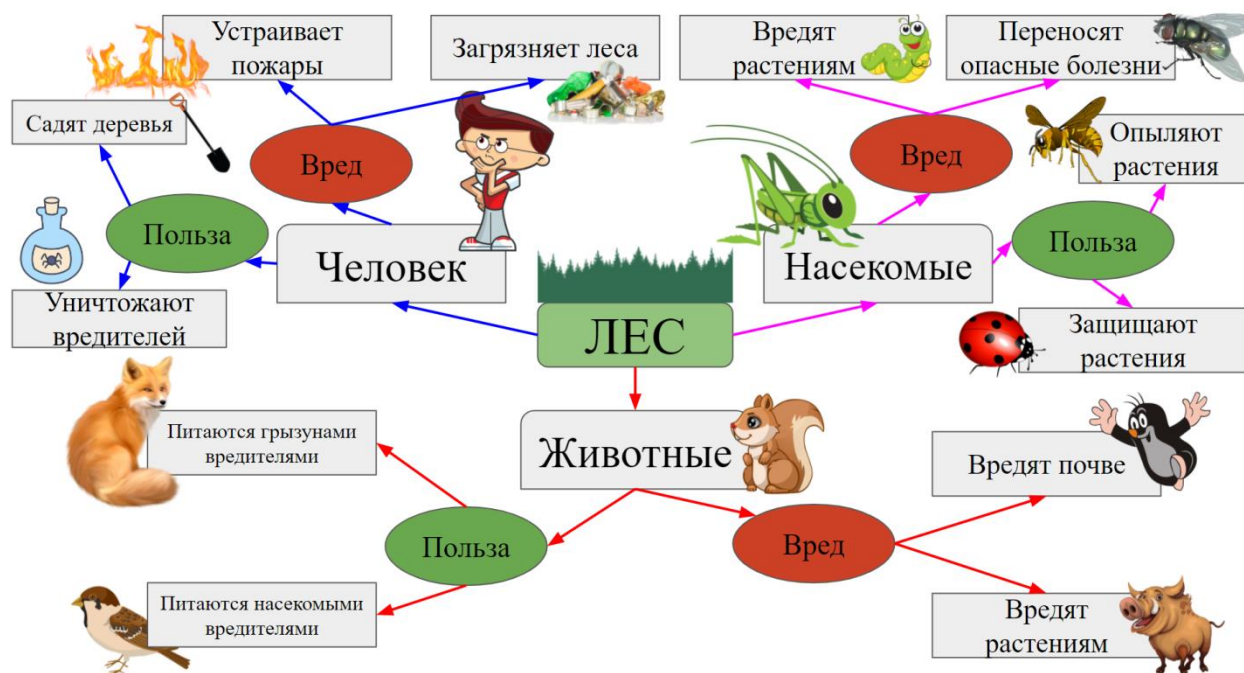 Устраивает
пожары
Загрязняет леса
Вредят
растениям
Переносят
опасные болезни
Садят деревья
Вред
Вред
Опыляют
растения
Польза
Польза
Человек
Насекомые
Уничтожают
вредителей
ЛЕС
Защищают
растения
Питаются грызунами
вредителями
Животные
Вредят почве
Польза
Вред
Питаются насекомыми
вредителями
Вредят
растениям